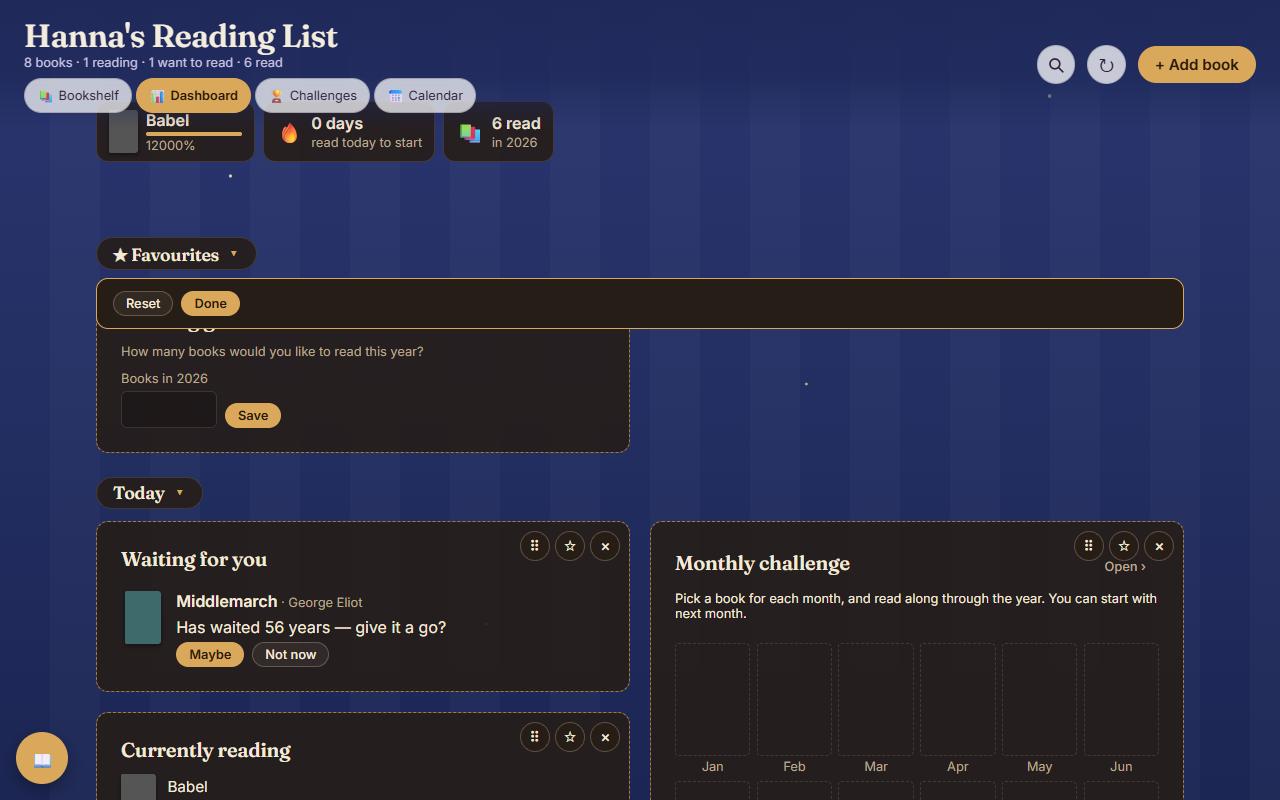 Hanna's Reading List
8 books · 1 reading · 1 want to read · 6 read
+ Add book
Bookshelf
Dashboard
Challenges
Calendar
Babel
12000%
0 days
read today to start
6 read
in 2026
★ Favourites ▼
Reset
Done
How many books would you like to read this year?
Books in 2026
Save
Today ▼
Waiting for you
Middlemarch · George Eliot
Has waited 56 years — give it a go?
Maybe
Not now
Monthly challenge
Open ›
Pick a book for each month, and read along through the year. You can start with
next month.
Jan Feb Mar Apr May Jun
Currently reading
Babel